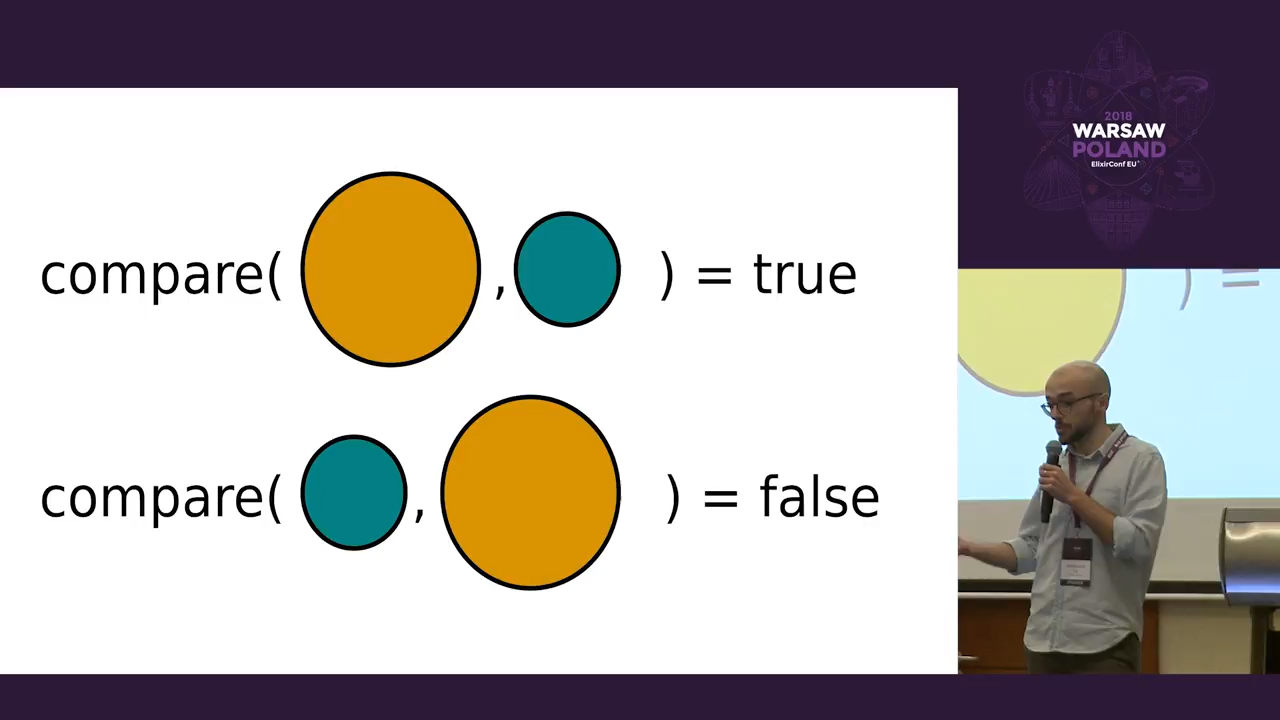 compare( , ) = true
compare( , ) = false
2018
WARSAW
POLAND
ElixirConf EU